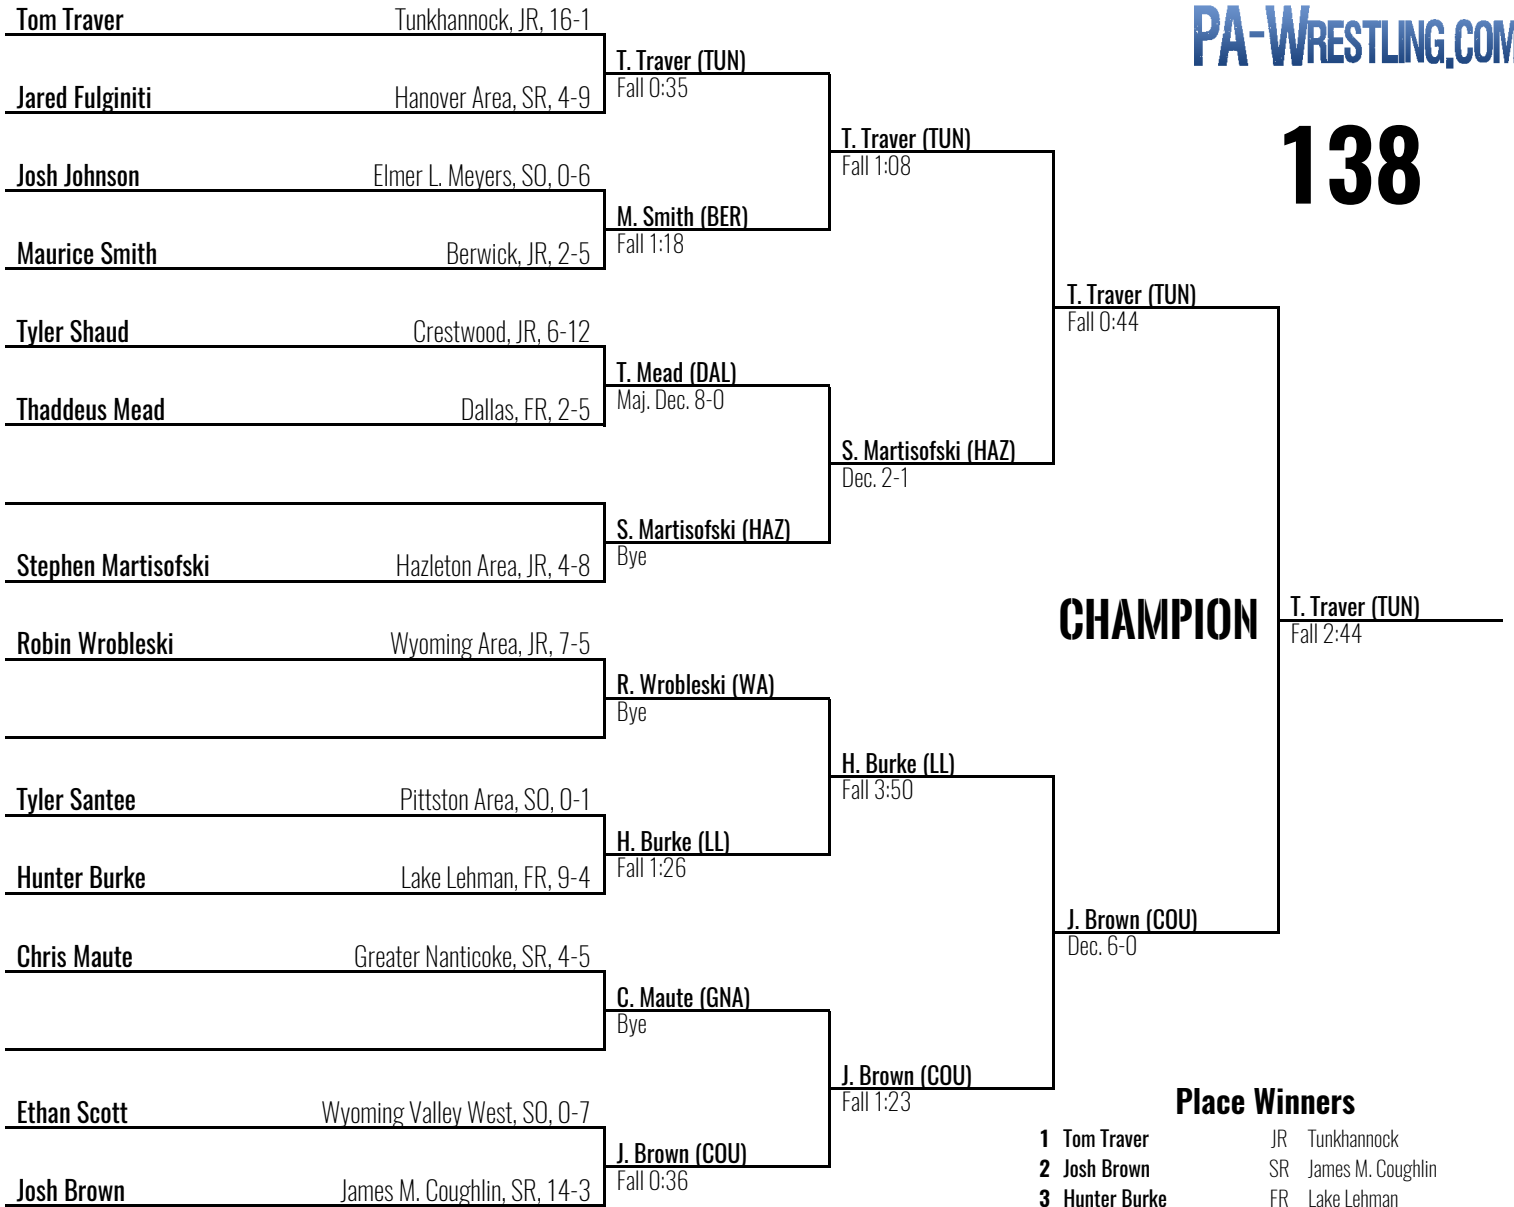 Tom Traver Tunkhannock, JR, 16-1
Jared Fulginiti Hanover Area, SR, 4-9
Josh Johnson Elmer L. Meyers, SO, 0-6
Maurice Smith Berwick, JR, 2-5
Tyler Shaud Crestwood, JR, 6-12
Thaddeus Mead Dallas, FR, 2-5
Stephen Martisofski Hazleton Area, JR, 4-8
Robin Wrobleski Wyoming Area, JR, 7-5
Tyler Santee Pittston Area, SO, 0-1
Hunter Burke Lake Lehman, FR, 9-4
Chris Maute Greater Nanticoke, SR, 4-5
Ethan Scott Wyoming Valley West, SO, 0-7
Josh Brown James M. Coughlin, SR, 14-3
T. Traver (TUN)
Fall 0:35
M. Smith (BER)
Fall 1:18
T. Mead (DAL)
Maj. Dec. 8-0
S. Martisofski (HAZ)
Bye
R. Wrobleski (WA)
Bye
H. Burke (LL)
Fall 1:26
C. Maute (GNA)
Bye
J. Brown (COU)
Fall 0:36
T. Traver (TUN)
Fall 1:08
S. Martisofski (HAZ)
Dec. 2-1
H. Burke (LL)
Fall 3:50
J. Brown (COU)
Fall 1:23
T. Traver (TUN)
Fall 0:44
J. Brown (COU)
Dec. 6-0
CHAMPION
T. Traver (TUN)
Fall 2:44
PA-WRESTLING.COM
138
Place Winners
1 Tom Traver JR Tunkhannock
2 Josh Brown SR James M. Coughlin
3 Hunter Burke FR Lake Lehman